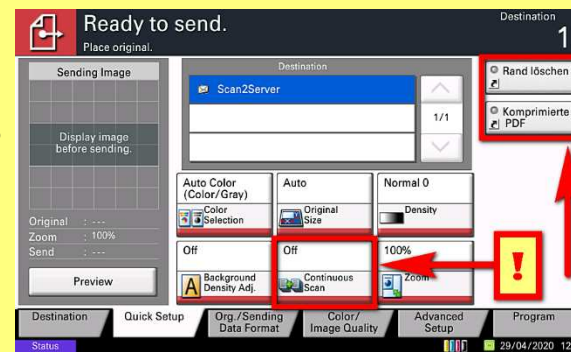 Ready to send.
Place original.
Destination
1
Sending Image
Display image
before sending.
Original : ---
Zoom : 100%
Send : ---
Preview
Destination
Scan2Server
1/1
Rand löschen
Komprimierte
PDF
Auto Color
(Color/Gray)
Color
Selection
Auto
Original
Size
Normal 0
Density
Off
Background
Density Adj.
Off
Continuous
Scan
100%
Zoom
!
Destination
Quick Setup
Org./Sending
Data Format
Color/
Image Quality
Advanced
Setup
Program
Status
29/04/2020 12